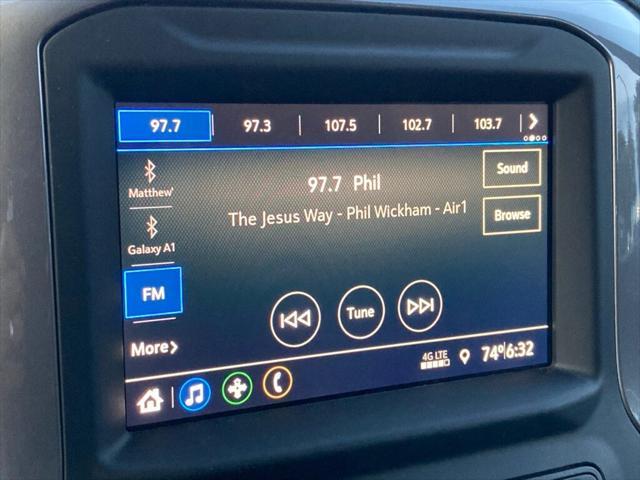 97.7 97.3 107.5 102.7 103.7
Matthew'
97.7 Phil
Sound
The Jesus Way - Phil Wickham - Air1
Browse
Galaxy A1
FM
Tune
More
4G LTE
74° 6:32